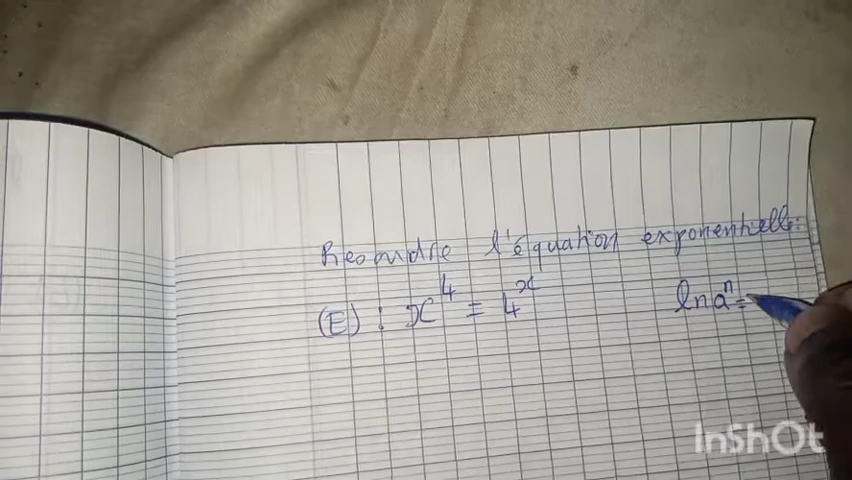 Résoudre l'équation exponentielle:
(E) : x⁴ = 4ˣ
ln aⁿ =
InShOt